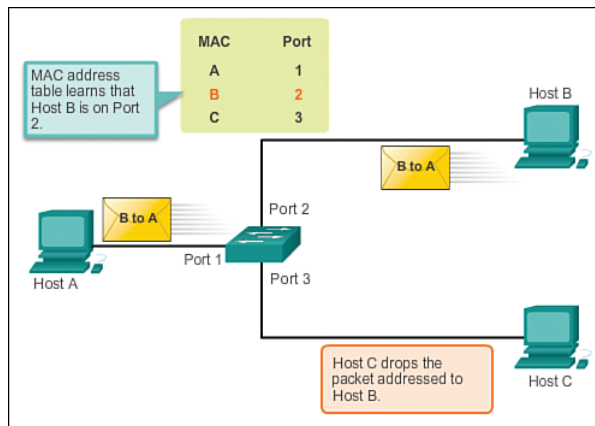 MAC Port
A 1
B 2
C 3
MAC address
table learns that
Host B is on Port
2.
Host B
B to A
B to A
Port 2
Port 1
Host A
Port 3
Host C drops the
packet addressed to
Host B.
Host C